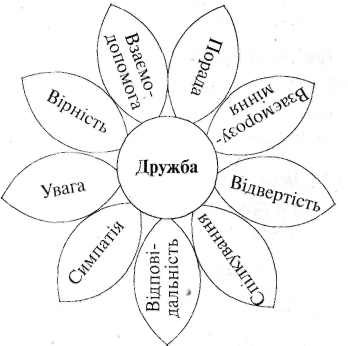 Дружба
Взаємо-
допомога
Порада
Взаєморозу-
міння
Відвертість
Спілкування
Відпові-
дальність
Симпатія
Увага
Вірність